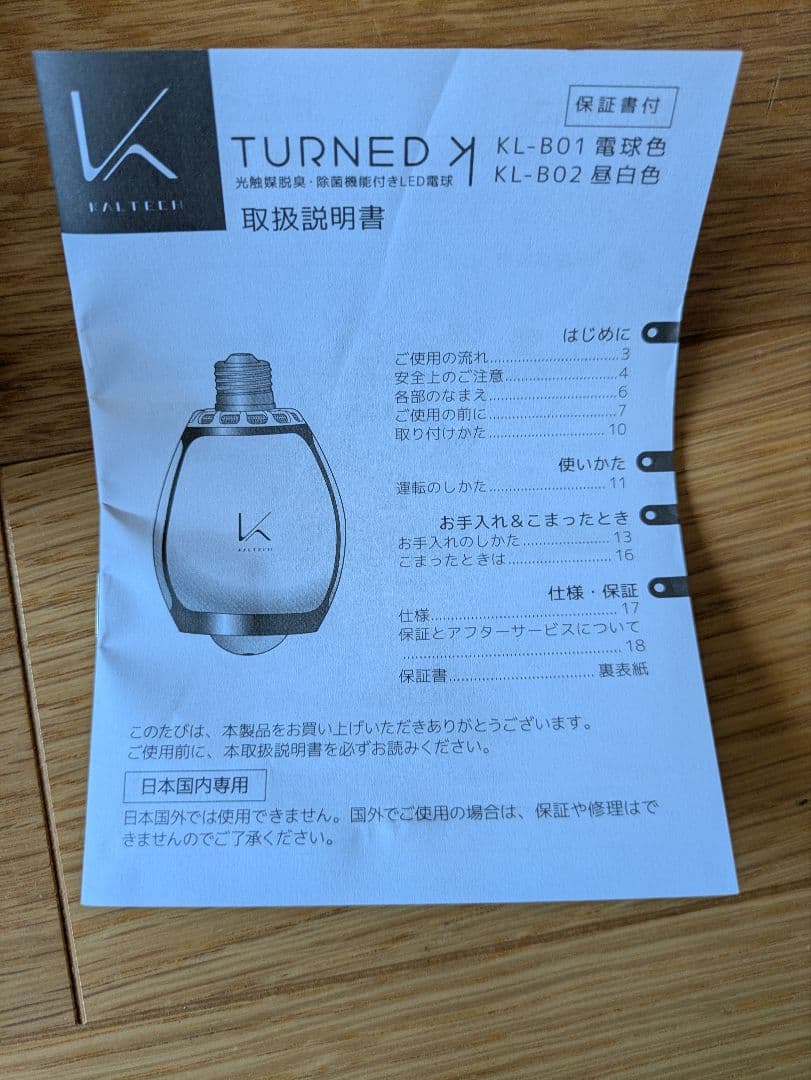 KALTECH
保証書付
TURNED K
KL-B01 電球色
KL-B02 昼白色
光触媒脱臭・除菌機能付きLED電球
取扱説明書
はじめに
ご使用の流れ................................3
安全上のご注意............................4
各部のなまえ................................6
ご使用の前に................................7
取り付けかた..............................10
使いかた
運転のしかた..............................11
お手入れ&こまったとき
お手入れのしかた......................13
こまったときは..........................16
仕様・保証
仕様..............................................17
保証とアフターサービスについて
......................................................18
保証書....................................裏表紙
K
KALTECH
このたびは、本製品をお買い上げいただきありがとうございます。
ご使用前に、本取扱説明書を必ずお読みください。
日本国内専用
日本国外では使用できません。国外でご使用の場合は、保証や修理はで
きませんのでご了承ください。